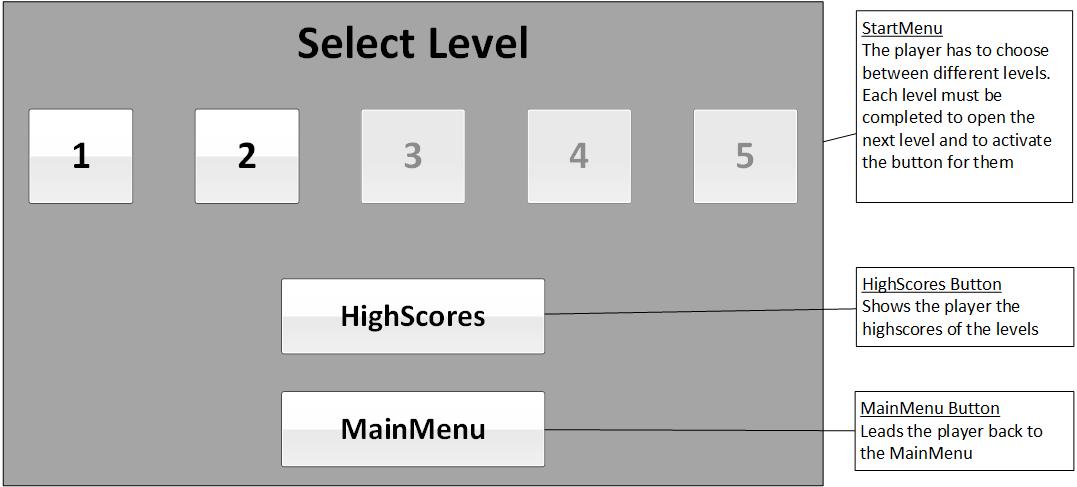 Select Level
1 2 3 4 5
HighScores
MainMenu
StartMenu
The player has to choose
between different levels.
Each level must be
completed to open the
next level and to activate
the button for them
HighScores Button
Shows the player the
highscores of the levels
MainMenu Button
Leads the player back to
the MainMenu